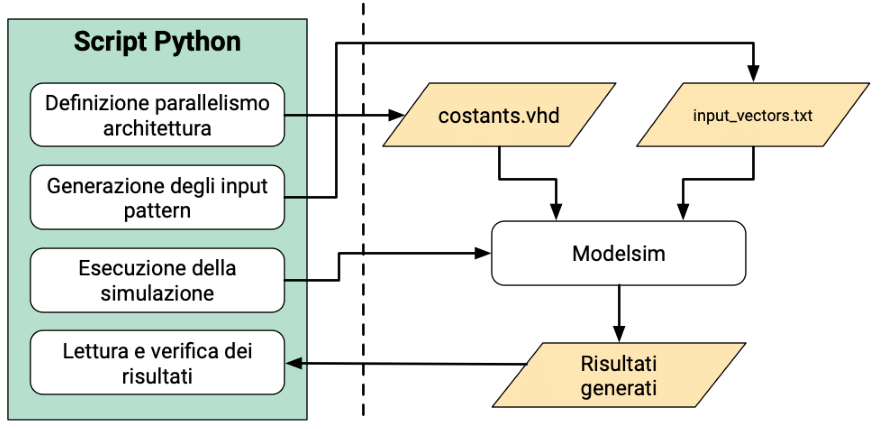 Script Python
Definizione parallelismo
architettura
Generazione degli input
pattern
Esecuzione della
simulazione
Lettura e verifica dei
risultati
costants.vhd
input_vectors.txt
Modelsim
Risultati
generati